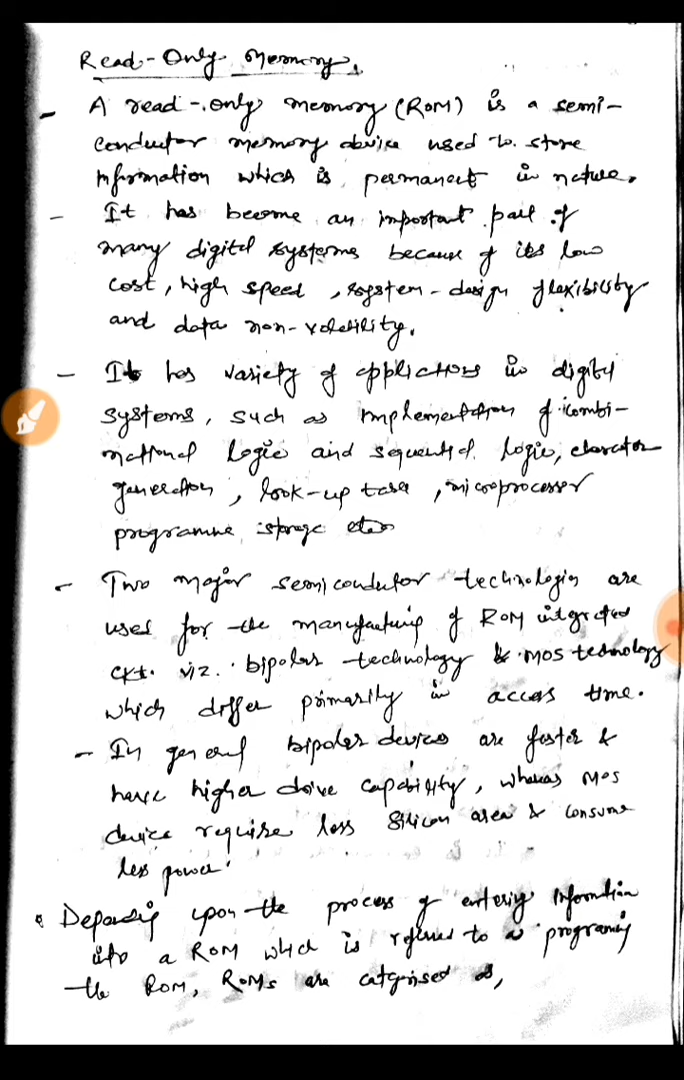 Read-Only Memory.
- A read-only memory (ROM) is a semi-
conductor memory device used to store
information which is permanent in nature.
- It has become an important part of
many digital systems because of its low
cost, high speed, system-design flexibility
and data non-volatility.
- It has variety of applictions in digital
systems, such as implementation of combi-
national logic and sequential logic, charctor
generation, look-up table, microprocessor
programme storage etc
- Two major semiconductor technologies are
used for the manufacturing of ROM integrated
ckt. viz. bipolar technology & MOS technology
which differ primarily in access time.
- In general bipolar devices are faster &
have higher drive capability, whereas MOS
device require less silicon area & consume
less power.
• Depending upon the process of entering information
into a ROM which is referred to as programing
the ROM, ROMs are catgorised as,